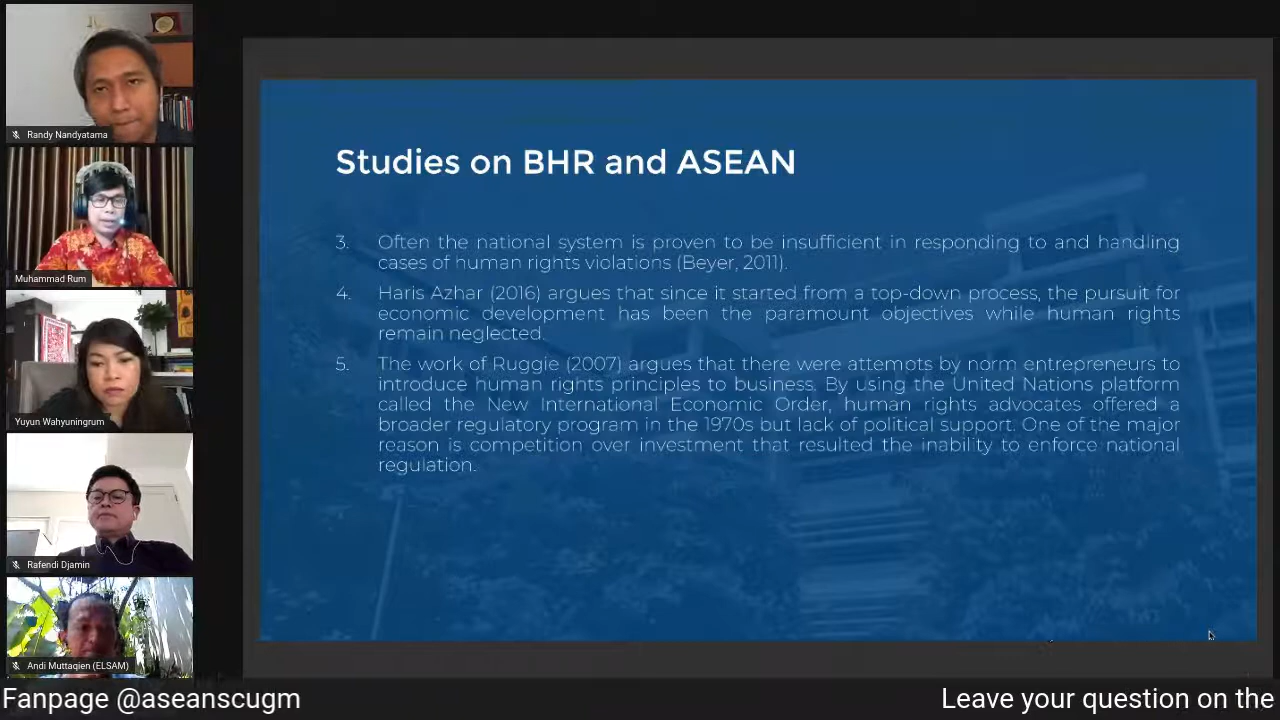 Randy Nandyatama
Muhammad Rum
Yuyun Wahyuningrum
Rafendi Djamin
Andi Muttaqien (ELSAM)
Studies on BHR and ASEAN
3. Often the national system is proven to be insufficient in responding to and handling
cases of human rights violations (Beyer, 2011).
4. Haris Azhar (2016) argues that since it started from a top-down process, the pursuit for
economic development has been the paramount objectives while human rights
remain neglected.
5. The work of Ruggie (2007) argues that there were attempts by norm entrepreneurs to
introduce human rights principles to business. By using the United Nations platform
called the New International Economic Order, human rights advocates offered a
broader regulatory program in the 1970s but lack of political support. One of the major
reason is competition over investment that resulted the inability to enforce national
regulation.
Fanpage @aseanscugm
Leave your question on the